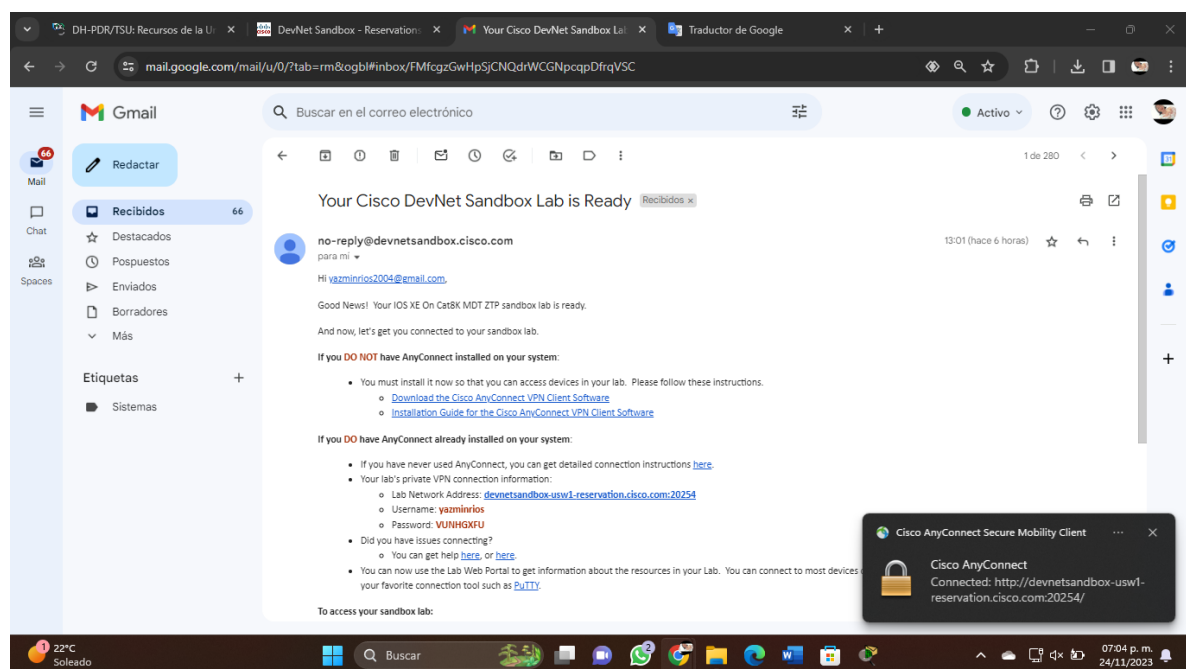 DH-PDR/TSU: Recursos de la Ur
DevNet Sandbox - Reservations
Your Cisco DevNet Sandbox Lab
Traductor de Google
mail.google.com/mail/u/0/?tab=rm&ogbl#inbox/FMfcgzGwHpSjCNQdrWCGNpcqpDfrqVSC
Gmail
Buscar en el correo electrónico
Activo
66
Mail
Chat
Spaces
Redactar
Recibidos 66
Destacados
Pospuestos
Enviados
Borradores
Más
Etiquetas
Sistemas
1 de 280
Your Cisco DevNet Sandbox Lab is Ready Recibidos ×
no-reply@devnetsandbox.cisco.com
13:01 (hace 6 horas)
para mí
Hi yazminrios2004@gmail.com,
Good News! Your IOS XE On Cat8K MDT ZTP sandbox lab is ready.
And now, let's get you connected to your sandbox lab.
If you DO NOT have AnyConnect installed on your system:
• You must install it now so that you can access devices in your lab. Please follow these instructions.
o Download the Cisco AnyConnect VPN Client Software
o Installation Guide for the Cisco AnyConnect VPN Client Software
If you DO have AnyConnect already installed on your system:
• If you have never used AnyConnect, you can get detailed connection instructions here.
• Your lab's private VPN connection information:
o Lab Network Address: devnetsandbox-usw1-reservation.cisco.com:20254
o Username: yazminrios
o Password: VUNHGXFU
• Did you have issues connecting?
o You can get help here, or here.
• You can now use the Lab Web Portal to get information about the resources in your Lab. You can connect to most devices
your favorite connection tool such as PuTTY.
To access your sandbox lab:
31
Cisco AnyConnect Secure Mobility Client
Cisco AnyConnect
Connected: http://devnetsandbox-usw1-
reservation.cisco.com:20254/
1
22°C
Soleado
Buscar
2
07:04 p. m.
24/11/2023